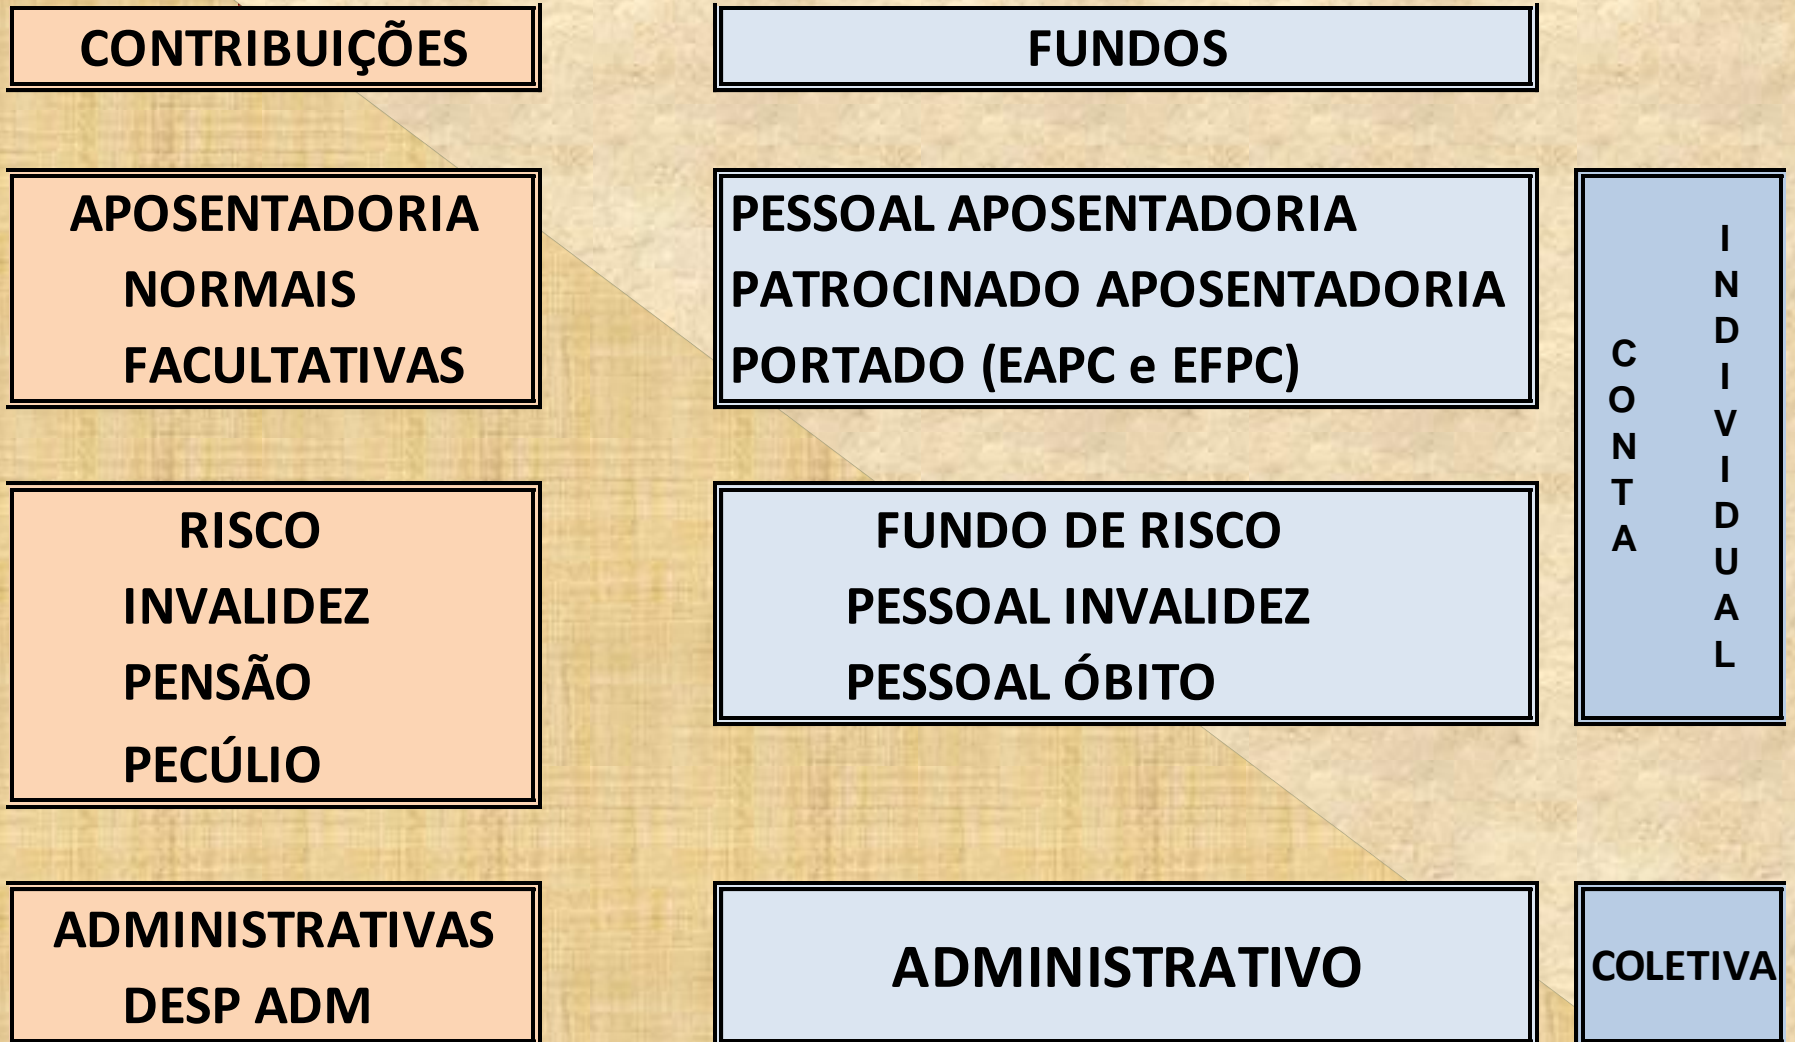 CONTRIBUIÇÕES
FUNDOS
APOSENTADORIA
NORMAIS
FACULTATIVAS
PESSOAL APOSENTADORIA
PATROCINADO APOSENTADORIA
PORTADO (EAPC e EFPC)
CONTA
INDIVIDUAL
RISCO
INVALIDEZ
PENSÃO
PECÚLIO
FUNDO DE RISCO
PESSOAL INVALIDEZ
PESSOAL ÓBITO
ADMINISTRATIVAS
DESP ADM
ADMINISTRATIVO
COLETIVA